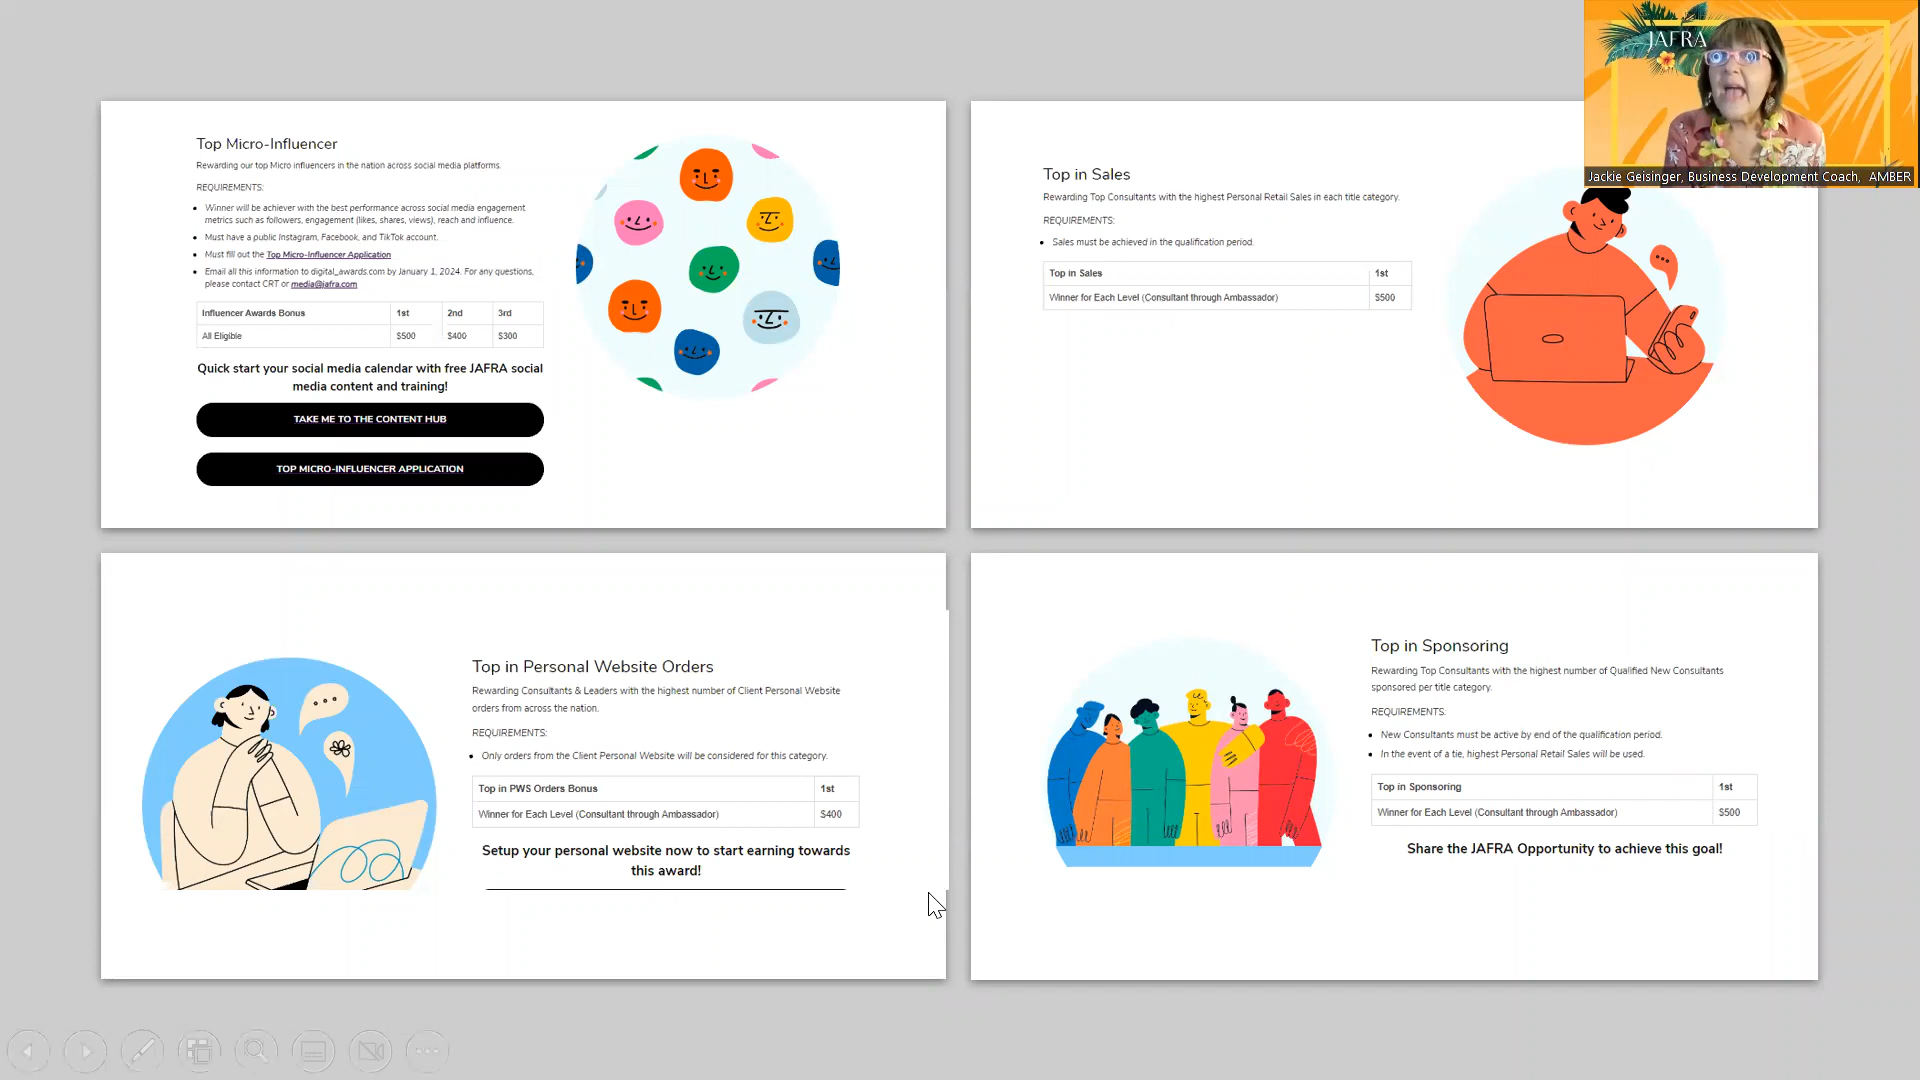 JAFRA
Jackie Geisinger, Business Development Coach, AMBER
Top Micro-Influencer
Rewarding our top Micro influencers in the nation across social media platforms.
REQUIREMENTS:
• Winner will be achiever with the best performance across social media engagement
metrics such as followers, engagement (likes, shares, views), reach and influence.
• Must have a public Instagram, Facebook, and TikTok account.
• Must fill out the Top Micro-Influencer Application
• Email all this information to digital_awards.com by January 1, 2024. For any questions,
please contact CRT or media@jafra.com
Influencer Awards Bonus 1st 2nd 3rd
All Eligible $500 $400 $300
Quick start your social media calendar with free JAFRA social
media content and training!
TAKE ME TO THE CONTENT HUB
TOP MICRO-INFLUENCER APPLICATION
Top in Sales
Rewarding Top Consultants with the highest Personal Retail Sales in each title category.
REQUIREMENTS:
• Sales must be achieved in the qualification period.
Top in Sales 1st
Winner for Each Level (Consultant through Ambassador) $500
Top in Personal Website Orders
Rewarding Consultants & Leaders with the highest number of Client Personal Website
orders from across the nation.
REQUIREMENTS:
• Only orders from the Client Personal Website will be considered for this category.
Top in PWS Orders Bonus 1st
Winner for Each Level (Consultant through Ambassador) $400
Setup your personal website now to start earning towards
this award!
Top in Sponsoring
Rewarding Top Consultants with the highest number of Qualified New Consultants
sponsored per title category.
REQUIREMENTS:
• New Consultants must be active by end of the qualification period.
• In the event of a tie, highest Personal Retail Sales will be used.
Top in Sponsoring 1st
Winner for Each Level (Consultant through Ambassador) $500
Share the JAFRA Opportunity to achieve this goal!